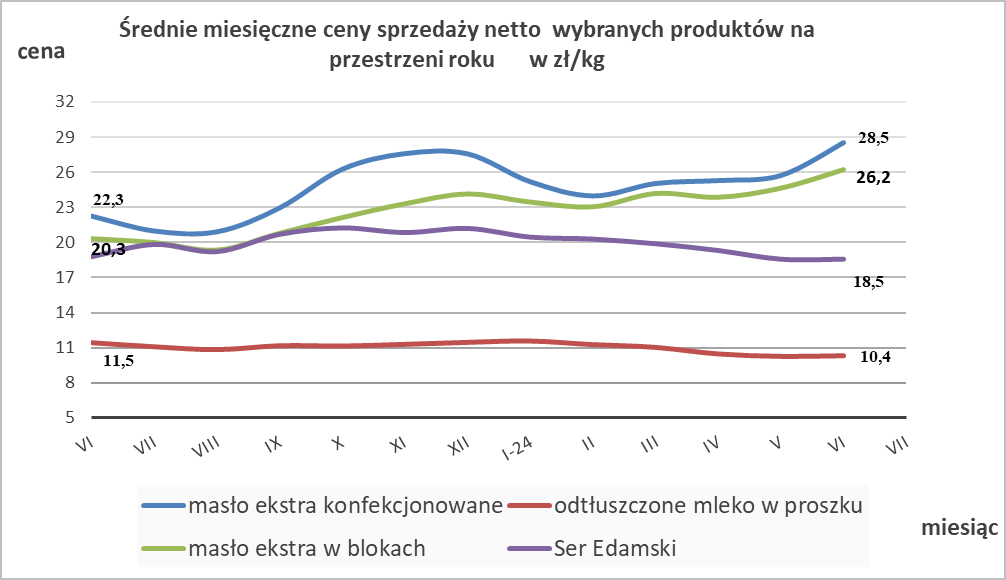 Średnie miesięczne ceny sprzedaży netto wybranych produktów na
przestrzeni roku w zł/kg
cena
32
29
26
23
20
17
14
11
8
5
22,3
20,3
11,5
28,5
26,2
18,5
10,4
VI VII VIII IX X XI XII I-24 II III IV V VI VII
miesiąc
masło ekstra konfekcjonowane odtłuszczone mleko w proszku
masło ekstra w blokach Ser Edamski